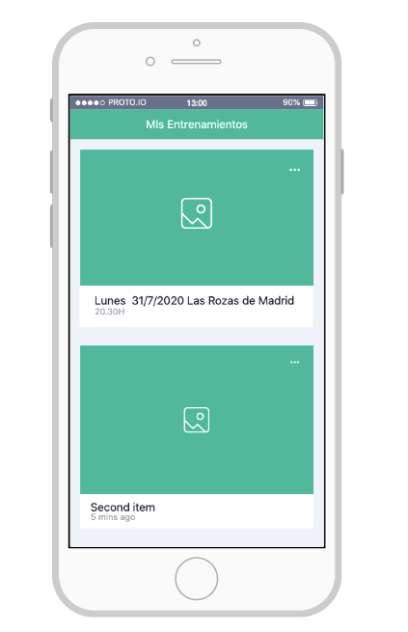 PROTO.IO 13:00 90%
MIs Entrenamientos
...
Lunes 31/7/2020 Las Rozas de Madrid
20.30H
...
Second item
5 mins ago